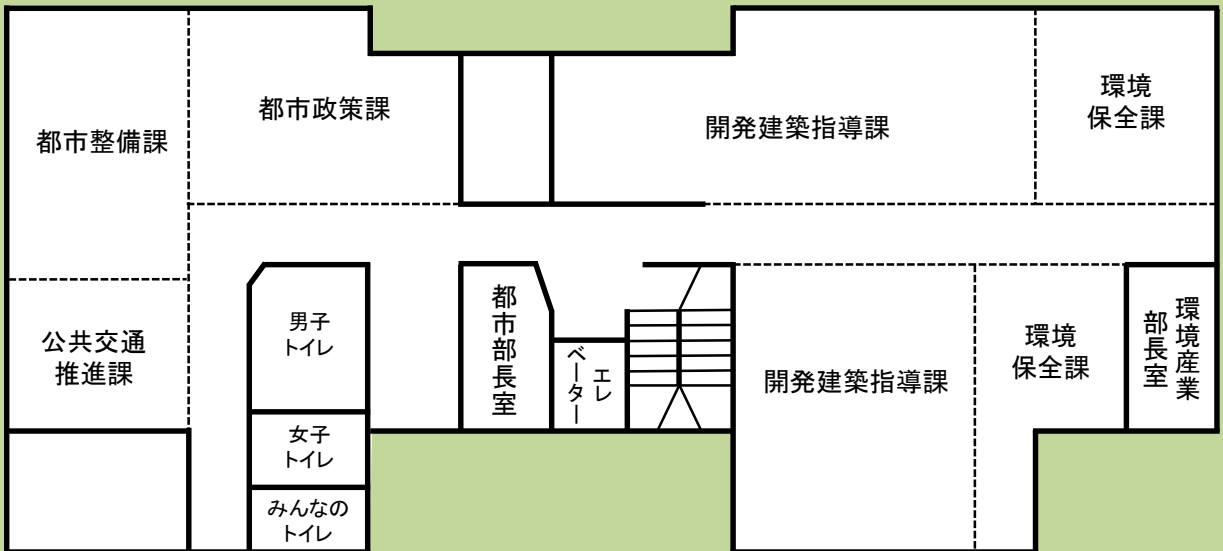 都市整備課
都市政策課
開発建築指導課
環境
保全課
公共交通
推進課
男子
トイレ
女子
トイレ
みんなの
トイレ
都市部長室
エレ
ベーター
開発建築指導課
環境
保全課
環境産業
部長室